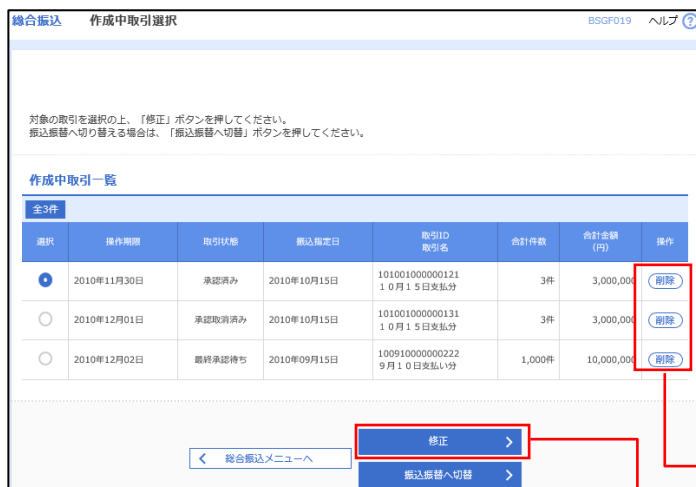 総合振込 作成中取引選択 BSGF019 ヘルプ ?
対象の取引を選択の上、「修正」ボタンを押してください。
振込振替へ切り替える場合は、「振込振替へ切替」ボタンを押してください。
作成中取引一覧
全3件
選択 操作期限 取引状態 振込指定日 取引ID 合計件数 合計金額 操作
取引名 (円)
2010年11月30日 承認済み 2010年10月15日 101001000000121 3件 3,000,000 削除
10月15日支払分
2010年12月01日 承認取消済み 2010年10月15日 101001000000131 3件 3,000,000 削除
10月15日支払分
2010年12月02日 最終承認待ち 2010年09月15日 100910000000222 1,000件 10,000,000 削除
9月10日支払い分
修正
総合振込メニューへ
振込振替へ切替